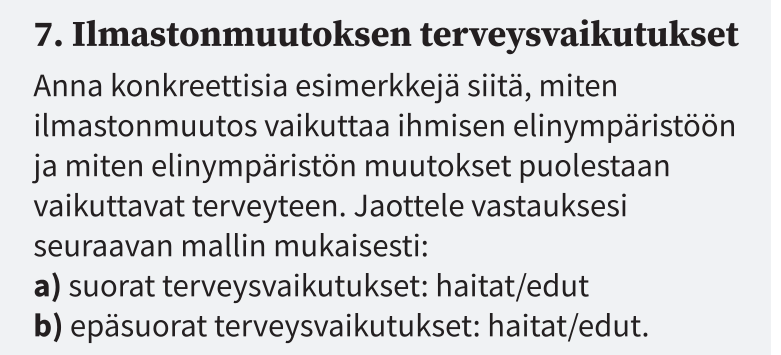 7. Ilmastonmuutoksen terveysvaikutukset
Anna konkreettisia esimerkkejä siitä, miten
ilmastonmuutos vaikuttaa ihmisen elinympäristöön
ja miten elinympäristön muutokset puolestaan
vaikuttavat terveyteen. Jaottele vastauksesi
seuraavan mallin mukaisesti:
a) suorat terveysvaikutukset: haitat/edut
b) epäsuorat terveysvaikutukset: haitat/edut.